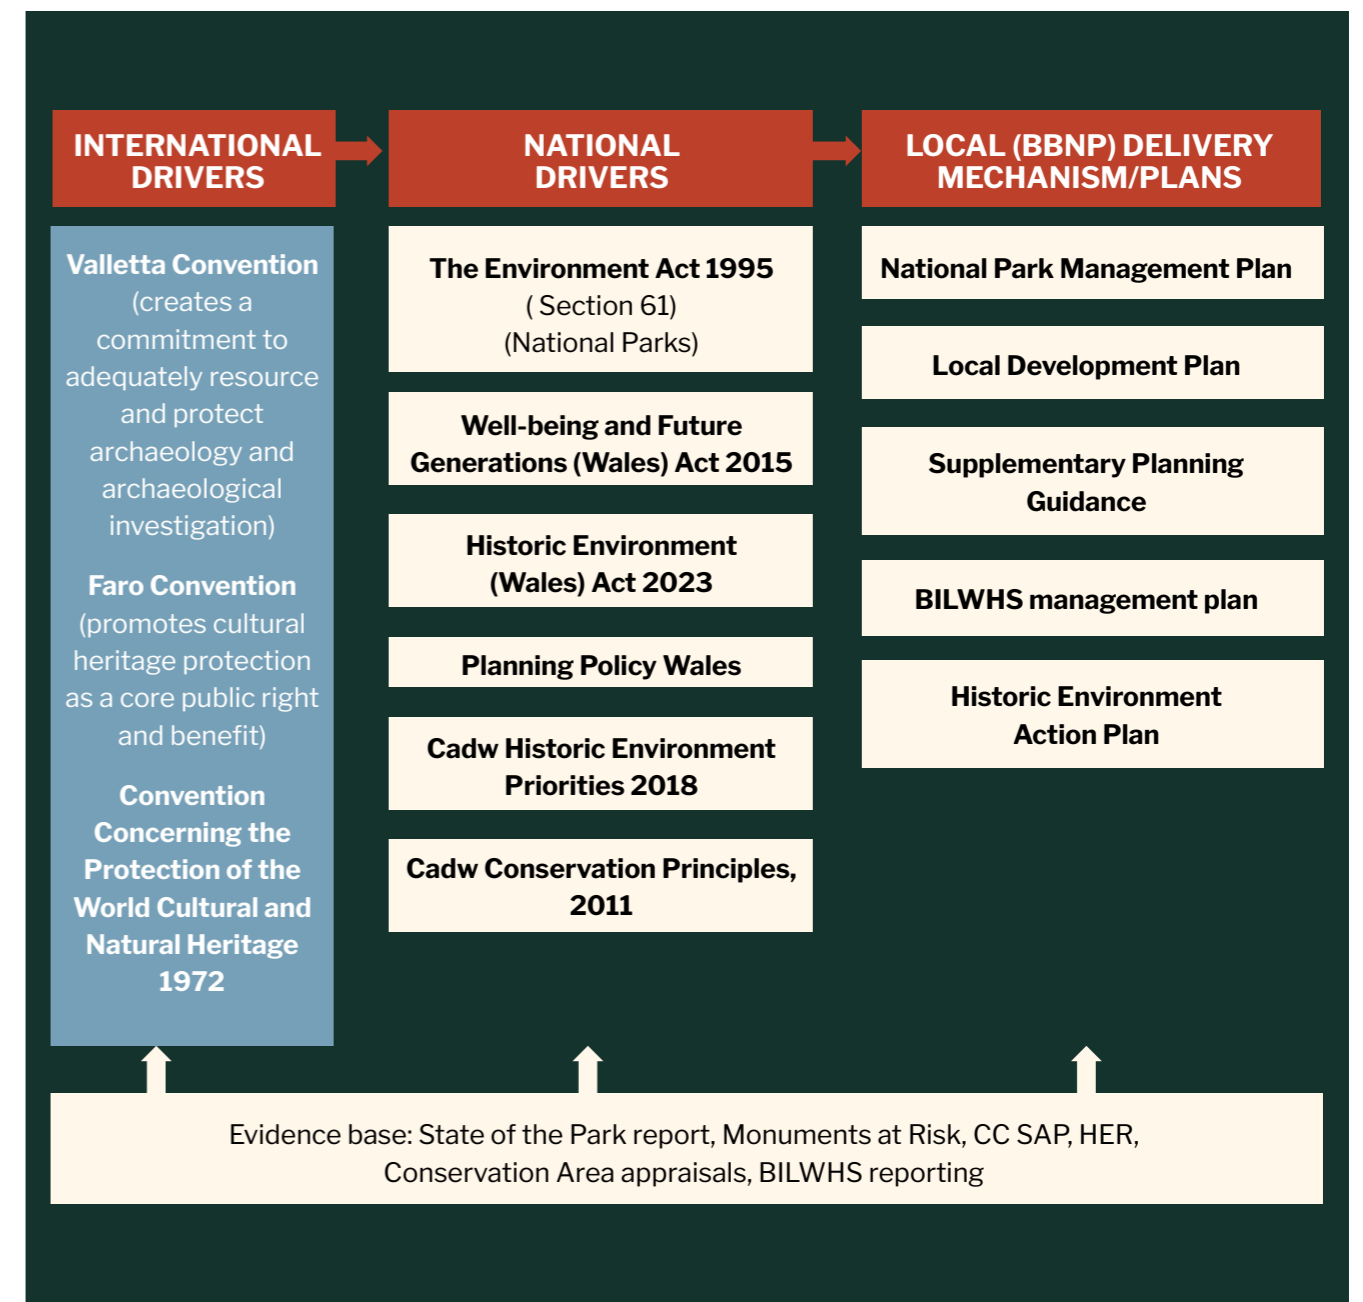 INTERNATIONAL
DRIVERS
NATIONAL
DRIVERS
LOCAL (BBNP) DELIVERY
MECHANISM/PLANS
Valletta Convention
(creates a
commitment to
adequately resource
and protect
archaeology and
archaeological
investigation)
Faro Convention
(promotes cultural
heritage protection
as a core public right
and benefit)
Convention
Concerning the
Protection of the
World Cultural and
Natural Heritage
1972
The Environment Act 1995
( Section 61)
(National Parks)
Well-being and Future
Generations (Wales) Act 2015
Historic Environment
(Wales) Act 2023
Planning Policy Wales
Cadw Historic Environment
Priorities 2018
Cadw Conservation Principles,
2011
National Park Management Plan
Local Development Plan
Supplementary Planning
Guidance
BILWHS management plan
Historic Environment
Action Plan
Evidence base: State of the Park report, Monuments at Risk, CC SAP, HER,
Conservation Area appraisals, BILWHS reporting